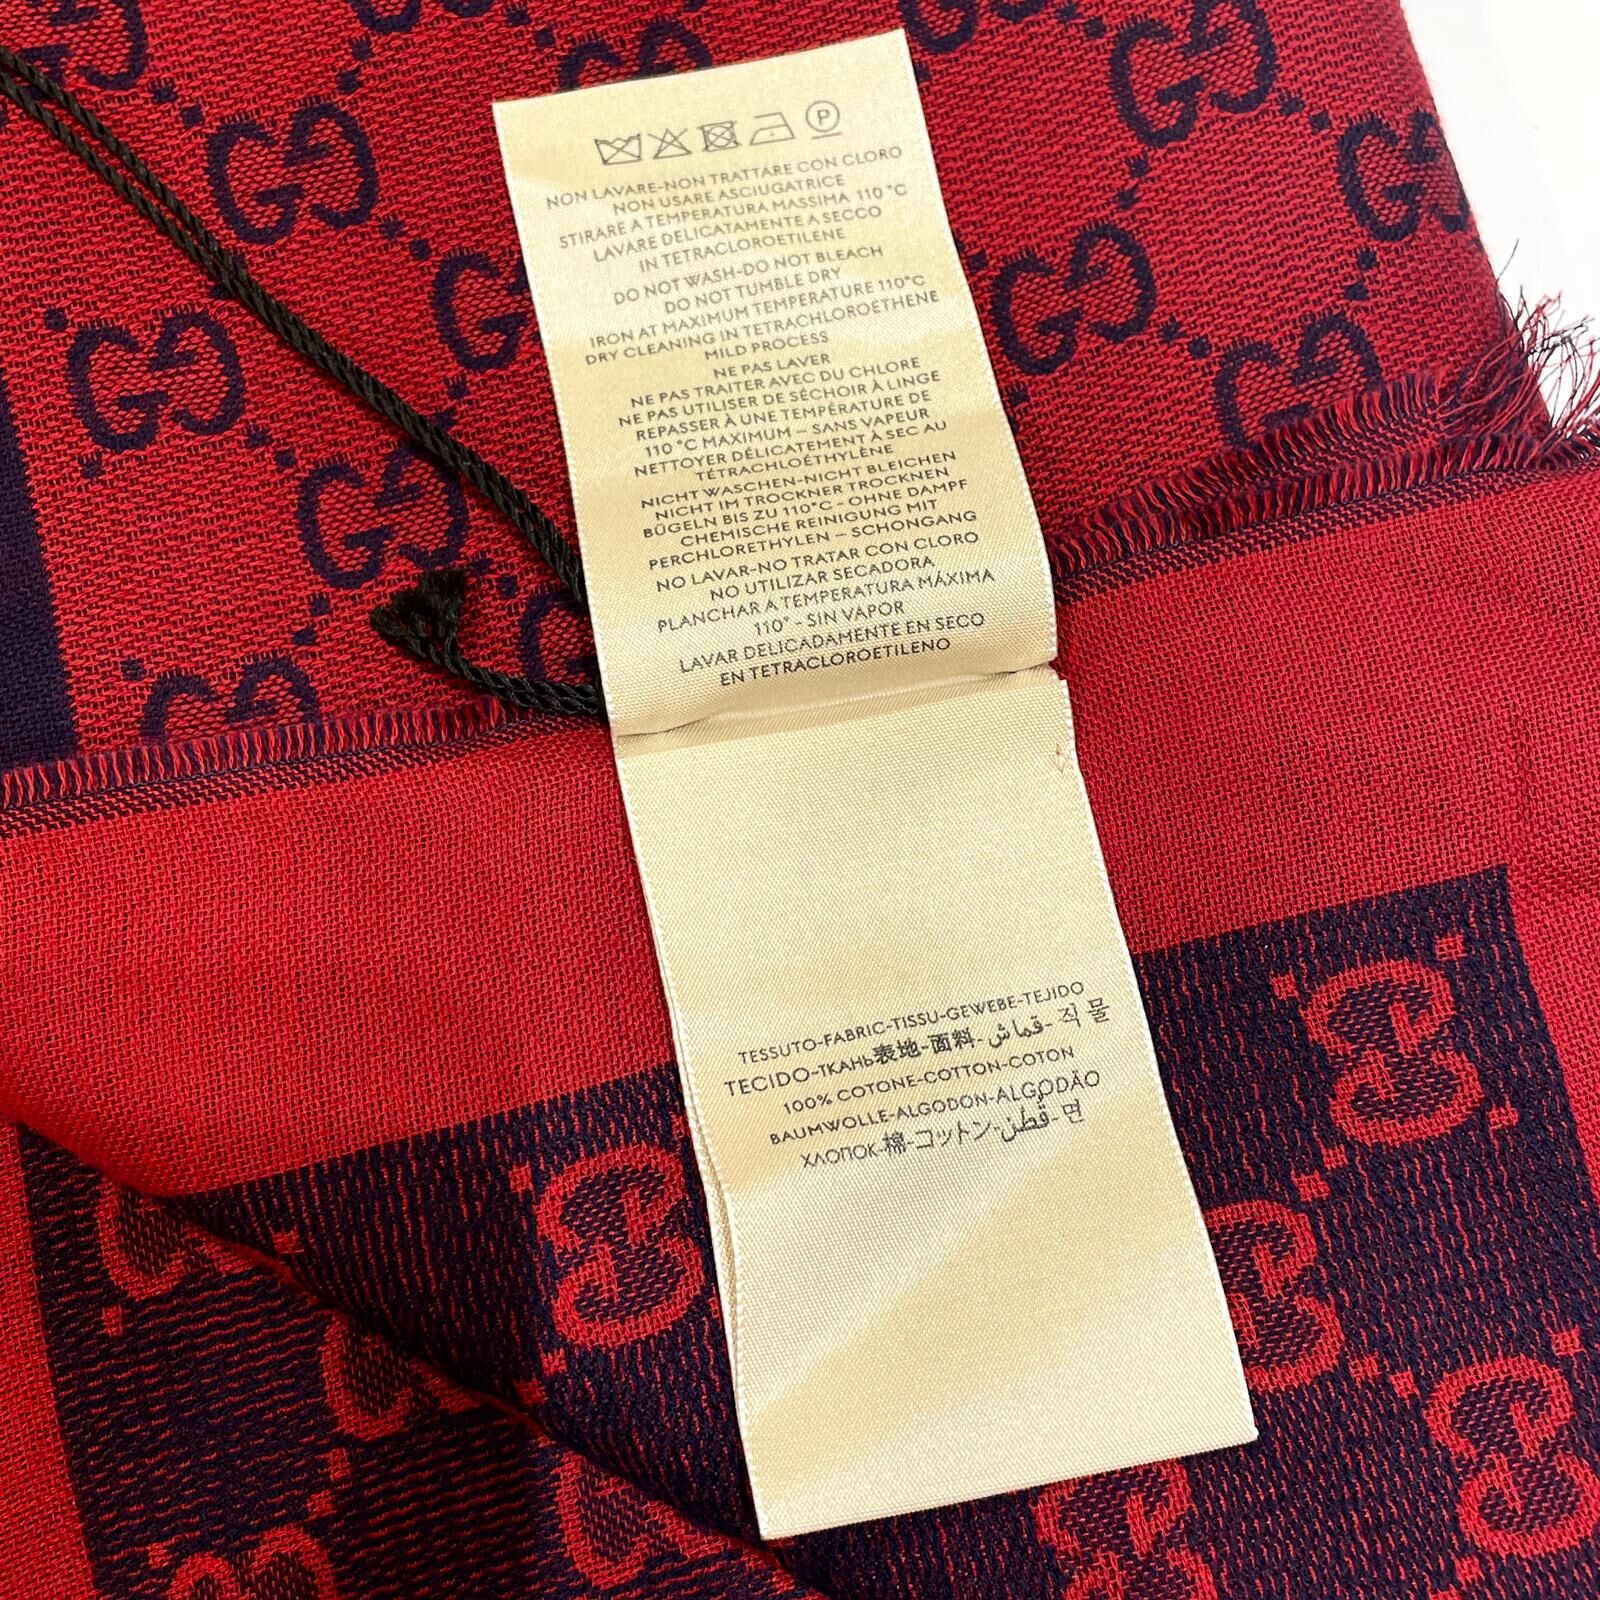 P
NON LAVARE-NON TRATTARE CON CLORO
NON USARE ASCIUGATRICE
STIRARE A TEMPERATURA MASSIMA 110 °C
LAVARE DELICATAMENTE A SECCO
IN TETRACLOROETILENE
DO NOT WASH-DO NOT BLEACH
DO NOT TUMBLE DRY
IRON AT MAXIMUM TEMPERATURE 110°C
DRY CLEANING IN TETRACHLOROETHENE
MILD PROCESS
NE PAS LAVER
NE PAS TRAITER AVEC DU CHLORE
NE PAS UTILISER DE SÉCHOIR À LINGE
REPASSER À UNE TEMPÉRATURE DE
110 °C MAXIMUM – SANS VAPEUR
NETTOYER DÉLICATEMENT À SEC AU
TÉTRACHLOÉTHYLÈNE
NICHT WASCHEN-NICHT BLEICHEN
NICHT IM TROCKNER TROCKNEN
BÜGELN BIS ZU 110°C - OHNE DAMPF
CHEMISCHE REINIGUNG MIT
PERCHLORETHYLEN – SCHONGANG
NO LAVAR-NO TRATAR CON CLORO
NO UTILIZAR SECADORA
PLANCHAR A TEMPERATURA MÁXIMA
110° - SIN VAPOR
LAVAR DELICADAMENTE EN SECO
EN TETRACLOROETILENO
TESSUTO-FABRIC-TISSU-GEWEBE-TEJIDO
TECIDO-ТКАНЬ表地-面料-قماش-직물
100% COTONE-COTTON-COTON
BAUMWOLLE-ALGODON-ALGODÃO
ХЛОПОК-棉-コットン-قُطن-면